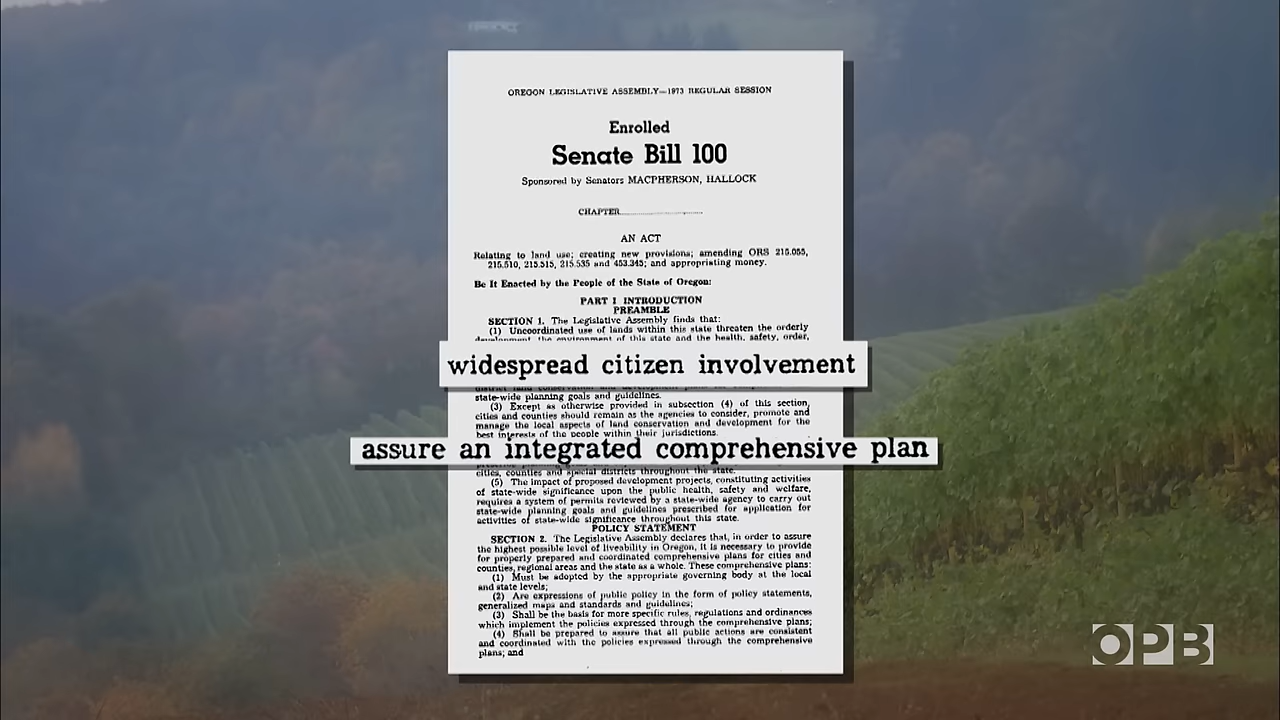 OREGON LEGISLATIVE ASSEMBLY—1973 REGULAR SESSION
Enrolled
Senate Bill 100
Sponsored by Senators MACPHERSON, HALLOCK
CHAPTER
AN ACT
Relating to land use; creating new provisions; amending ORS 215.055,
215.510, 215.515, 215.535 and 453.345; and appropriating money.
Be It Enacted by the People of the State of Oregon:
PART I INTRODUCTION
PREAMBLE
SECTION 1. The Legislative Assembly finds that:
(1) Uncoordinated use of lands within this state threaten the orderly
development, the environment of this state and the health, safety, order,
widespread citizen involvement
state-wide planning goals and guidelines.
(3) Except as otherwise provided in subsection (4) of this section,
cities and counties should remain as the agencies to consider, promote and
manage the local aspects of land conservation and development for the
best interests of the people within their jurisdictions.
assure an integrated comprehensive plan
cities, counties and special districts throughout the state.
(5) The impact of proposed development projects, constituting activities
of state-wide significance upon the public health, safety and welfare,
requires a system of permits reviewed by a state-wide agency to carry out
state-wide planning goals and guidelines prescribed for application for
activities of state-wide significance throughout this state.
POLICY STATEMENT
SECTION 2. The Legislative Assembly declares that, in order to assure
the highest possible level of liveability in Oregon, it is necessary to provide
for properly prepared and coordinated comprehensive plans for cities and
counties, regional areas and the state as a whole. These comprehensive plans:
(1) Must be adopted by the appropriate governing body at the local
and state levels;
(2) Are expressions of public policy in the form of policy statements,
generalized maps and standards and guidelines;
(3) Shall be the basis for more specific rules, regulations and ordinances
which implement the policies expressed through the comprehensive plans;
(4) Shall be prepared to assure that all public actions are consistent
and coordinated with the policies expressed through the comprehensive
plans; and
OPB